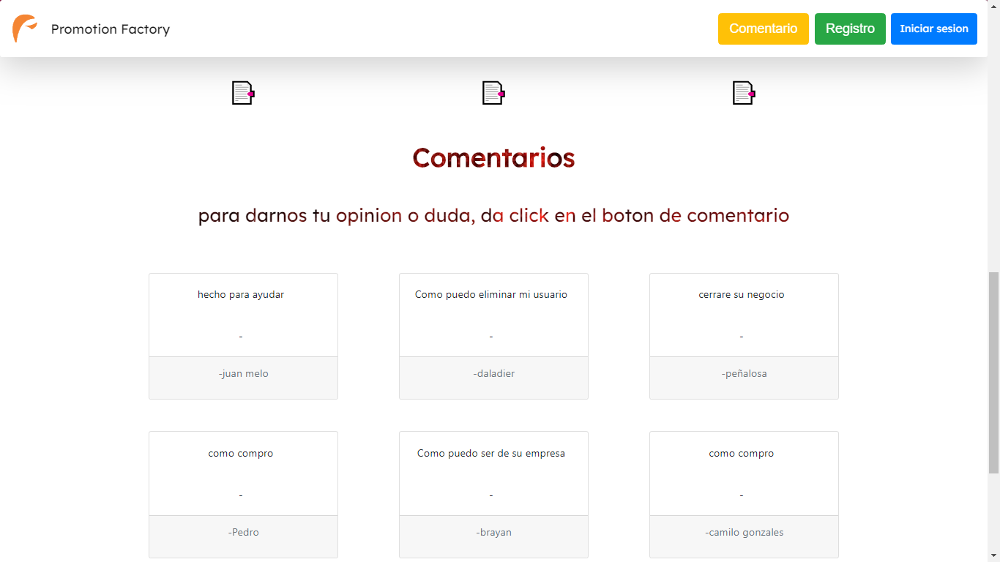 Promotion Factory
Comentario
Registro
Iniciar sesion
Comentarios
para darnos tu opinion o duda, da click en el boton de comentario
hecho para ayudar
-
-juan melo
Como puedo eliminar mi usuario
-
-daladier
cerrare su negocio
-
-peñalosa
como compro
-
-Pedro
Como puedo ser de su empresa
-
-brayan
como compro
-
-camilo gonzales